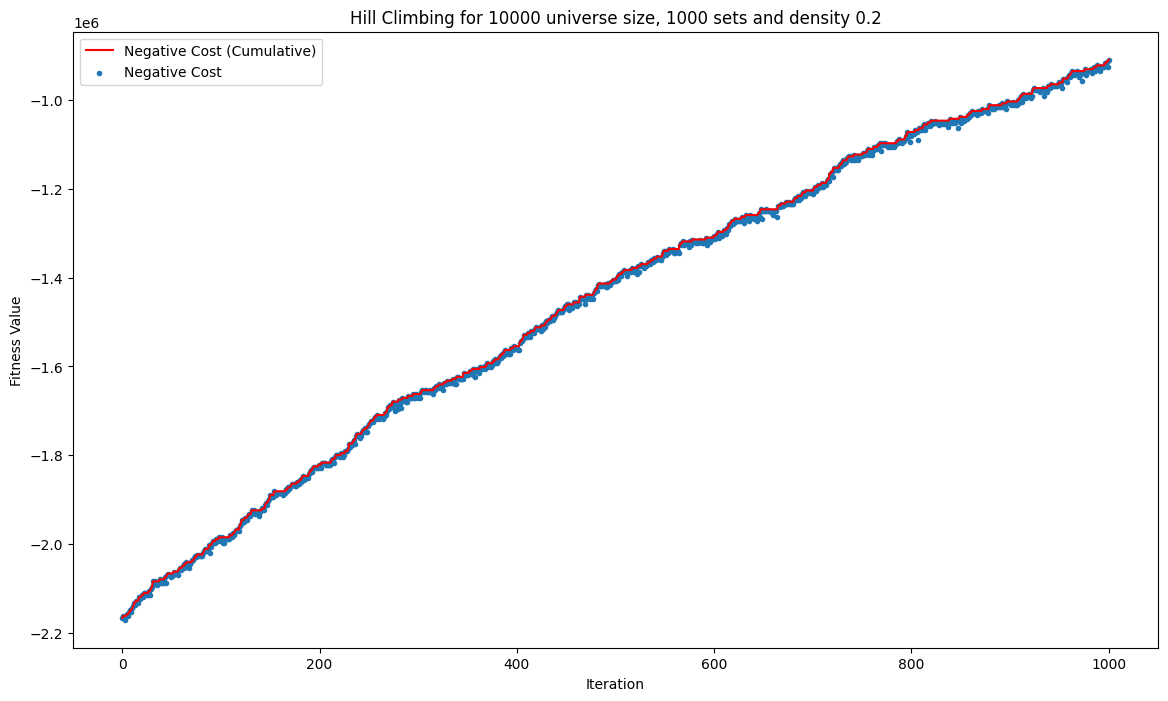 Hill Climbing for 10000 universe size, 1000 sets and density 0.2
1e6
Negative Cost (Cumulative)
Negative Cost
−1.0
−1.2
−1.4
−1.6
−1.8
−2.0
−2.2
Fitness Value
0
200
400
600
800
1000
Iteration